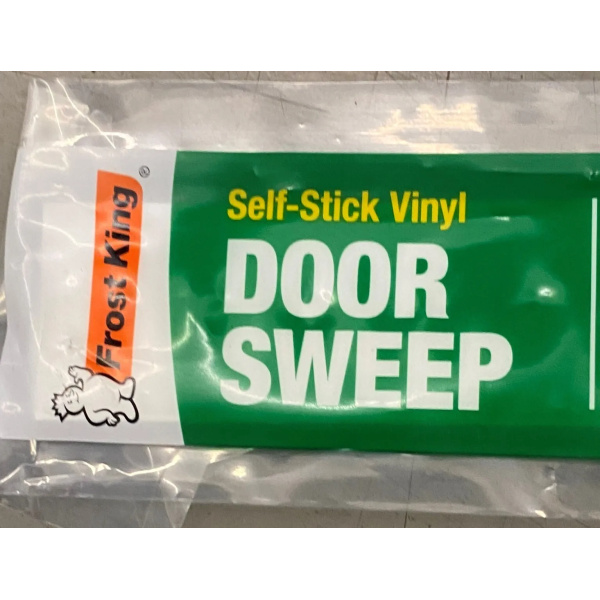 Frost King®
Self-Stick Vinyl
DOOR
SWEEP